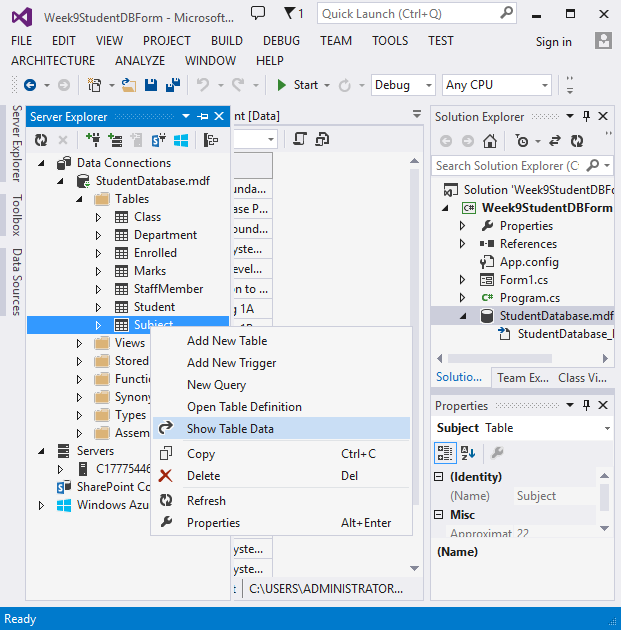 Week9StudentDBForm - Microsoft...
1
Quick Launch (Ctrl+Q)
FILE EDIT VIEW PROJECT BUILD DEBUG TEAM TOOLS TEST
Sign in
ARCHITECTURE ANALYZE WINDOW HELP
Start Debug Any CPU
Server Explorer
Toolbox
Data Sources
Server Explorer
Data Connections
StudentDatabase.mdf
Tables
Class
Department
Enrolled
Marks
StaffMember
Student
Subject
Views
Stored
Functi
Synony
Types
Assem
Servers
C17775446
SharePoint Co
Windows Azu
nt [Data]
ounda...
ase P...
ound...
yste...
evel...
on to ...
g 1A
1B
Add New Table
Add New Trigger
New Query
Open Table Definition
Show Table Data
Copy Ctrl+C
Delete Del
Refresh
Properties Alt+Enter
yste...
yste...
C:\USERS\ADMINISTRATOR...
Solution Explorer
Search Solution Explorer (C
Solution 'Week9StudentDBFo
Week9StudentDBForm
Properties
References
App.config
Form1.cs
C# Program.cs
StudentDatabase.mdf
StudentDatabase_
Solutio... Team Ex... Class Vi...
Properties
Subject Table
(Identity)
(Name) Subject
Misc
Approximat 22
(Name)
Ready